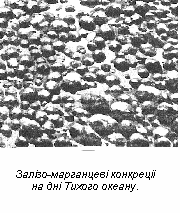 Залізо-марганцеві конкреції
на дні Тихого океану.